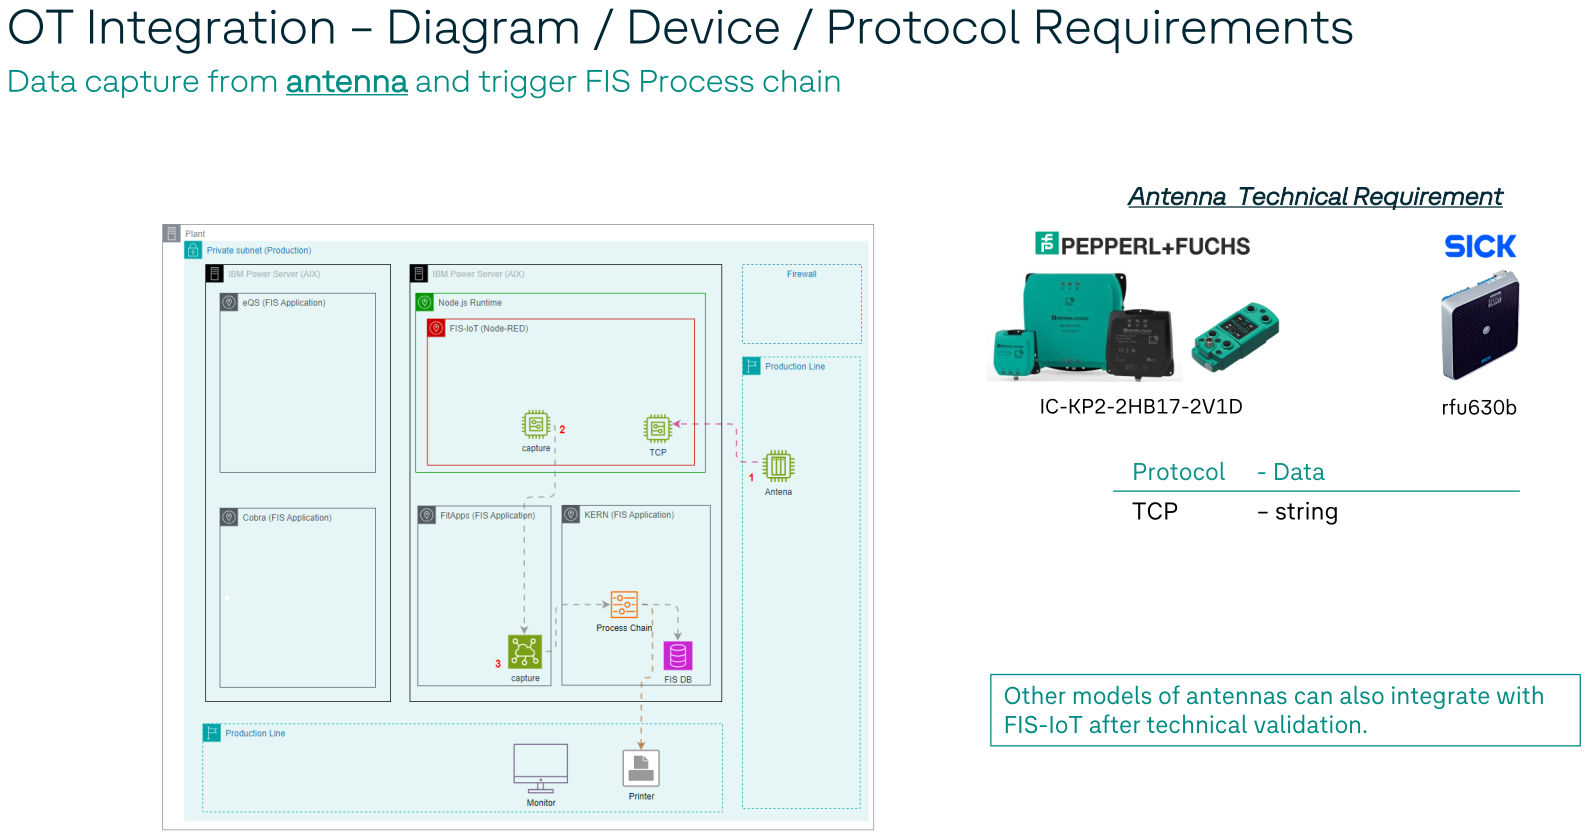 OT Integration – Diagram / Device / Protocol Requirements
Data capture from antenna and trigger FIS Process chain
Plant
Private subnet (Production)
IBM Power Server (AIX)
eQS (FIS Application)
Cobra (FIS Application)
IBM Power Server (AIX)
Node.js Runtime
FIS-IoT (Node-RED)
capture
2
TCP
FitApps (FIS Application)
3
capture
KERN (FIS Application)
Process Chain
FIS DB
Firewall
Production Line
1
Antena
Production Line
Monitor
Printer
Antenna Technical Requirement
PEPPERL+FUCHS
SICK
IC-KP2-2HB17-2V1D
rfu630b
Protocol - Data
TCP – string
Other models of antennas can also integrate with
FIS-IoT after technical validation.